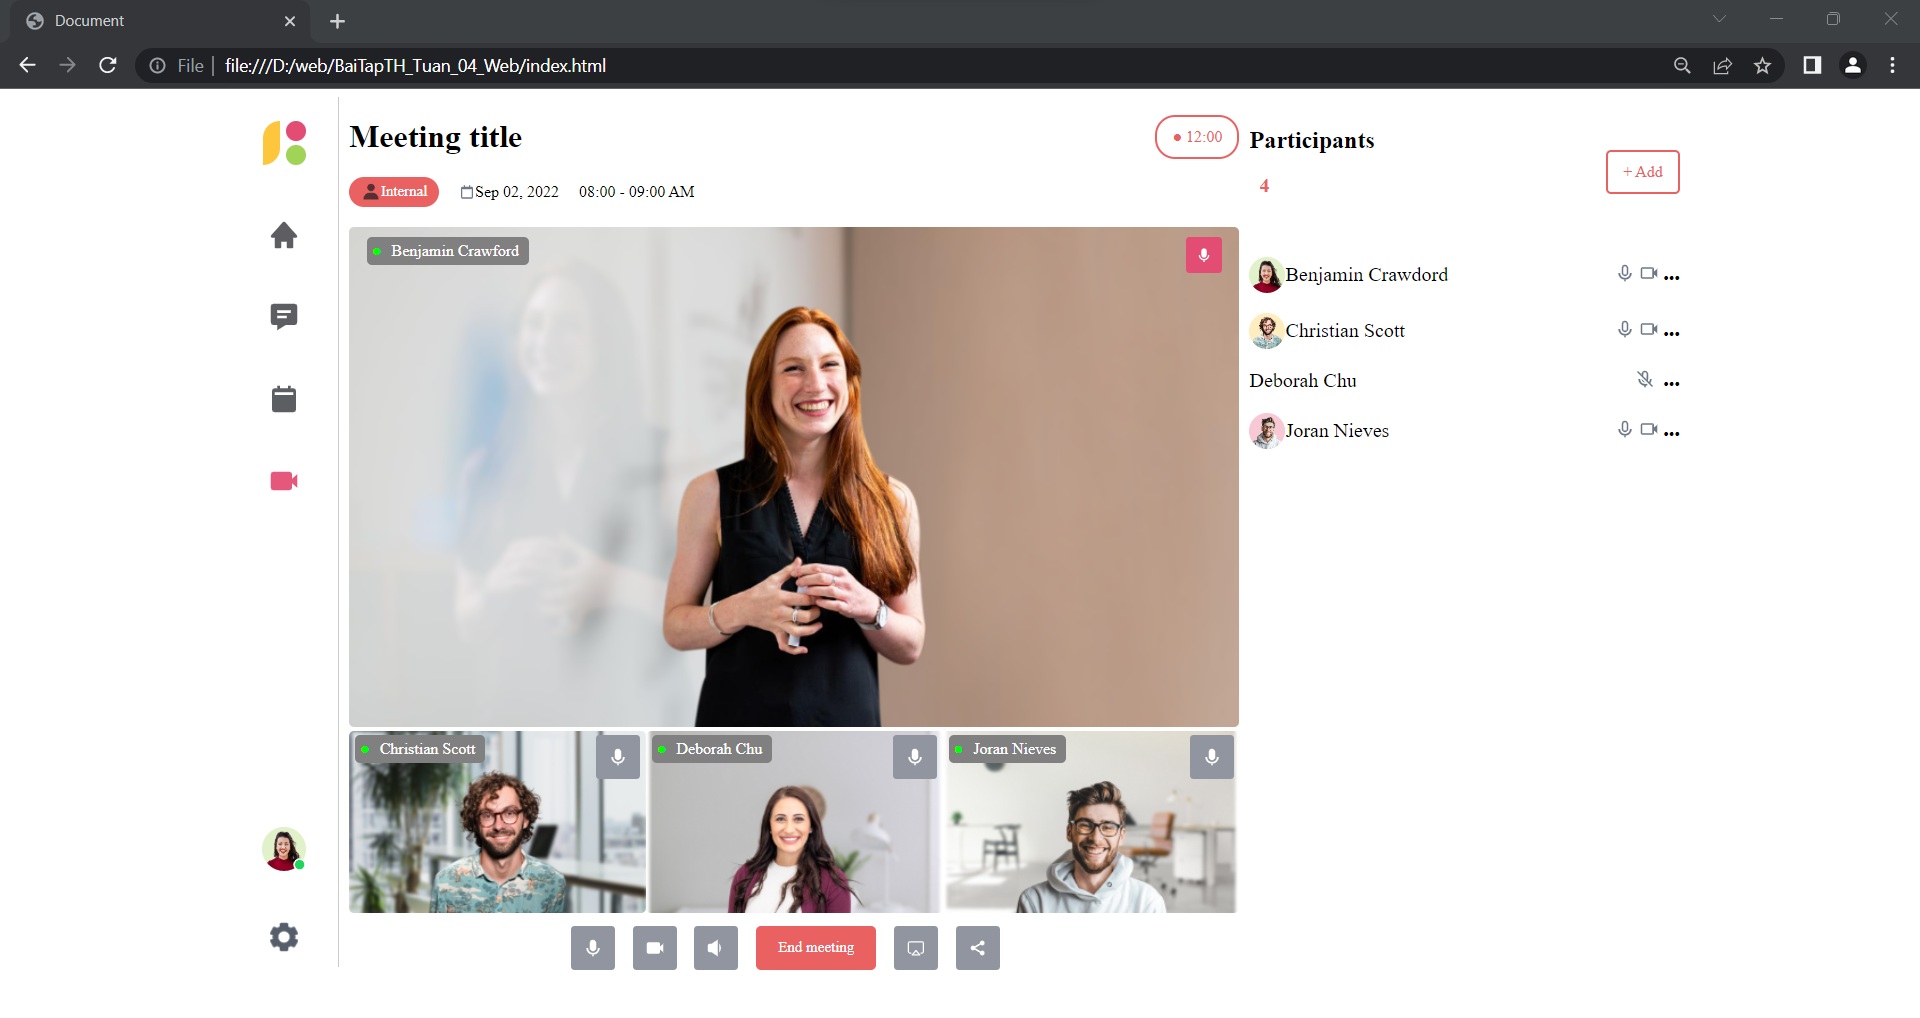 Document
File
file:///D:/web/BaiTapTH_Tuan_04_Web/index.html
Meeting title
12:00
Internal
Sep 02, 2022
08:00 - 09:00 AM
Benjamin Crawford
Christian Scott
Deborah Chu
Joran Nieves
End meeting
Participants
4
+ Add
Benjamin Crawdord
Christian Scott
Deborah Chu
Joran Nieves